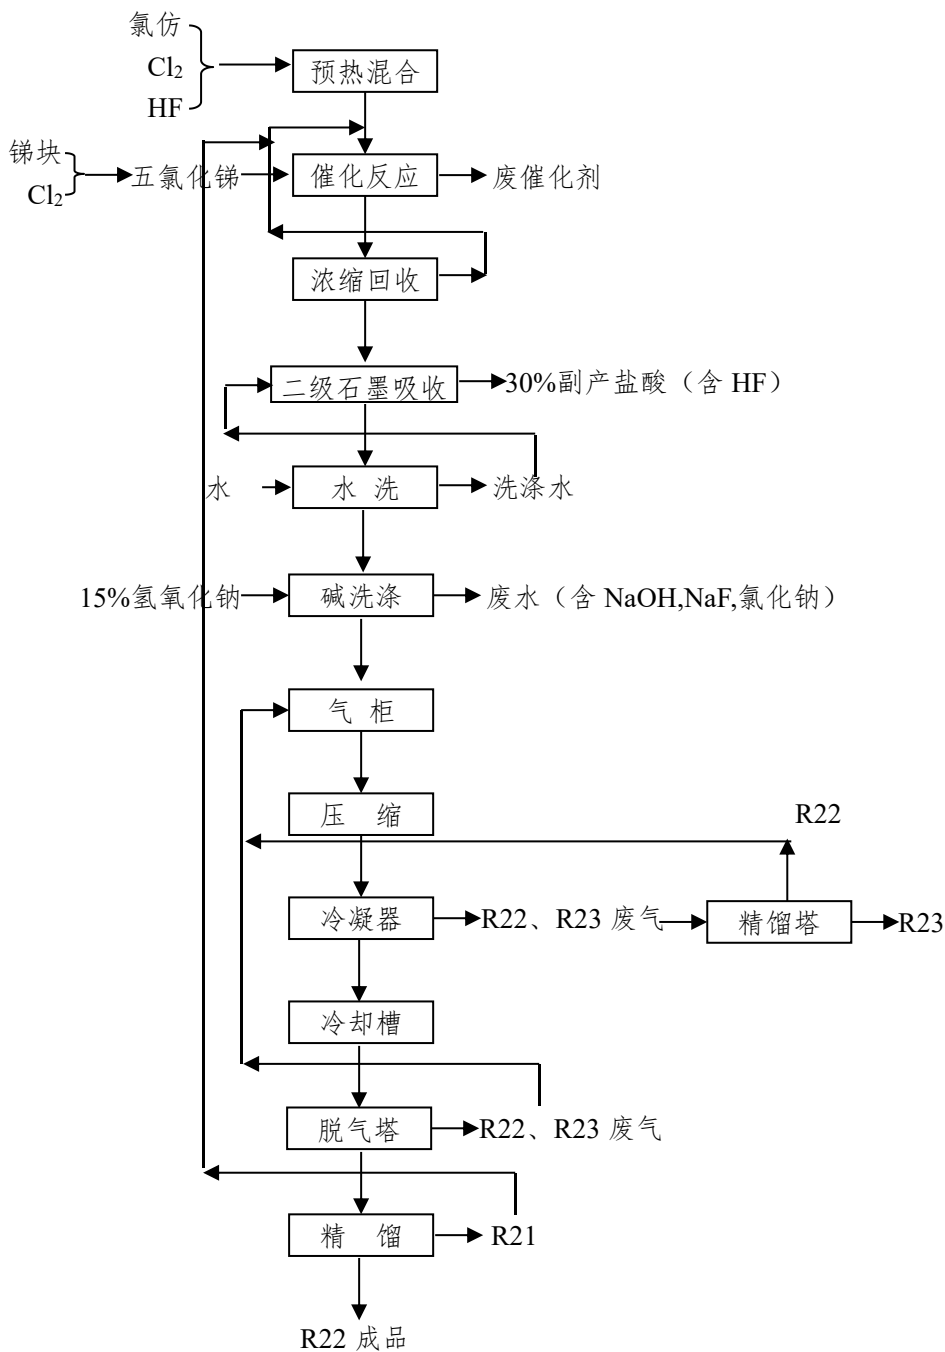 氯仿
Cl₂
HF
预热混合
锑块
Cl₂
五氯化锑
催化反应
废催化剂
浓缩回收
二级石墨吸收
30%副产盐酸（含 HF）
水
水 洗
洗涤水
15%氢氧化钠
碱洗涤
废水（含 NaOH,NaF,氯化钠）
气 柜
压 缩
R22
冷凝器
R22、R23 废气
精馏塔
R23
冷却槽
脱气塔
R22、R23 废气
精 馏
R21
R22 成品